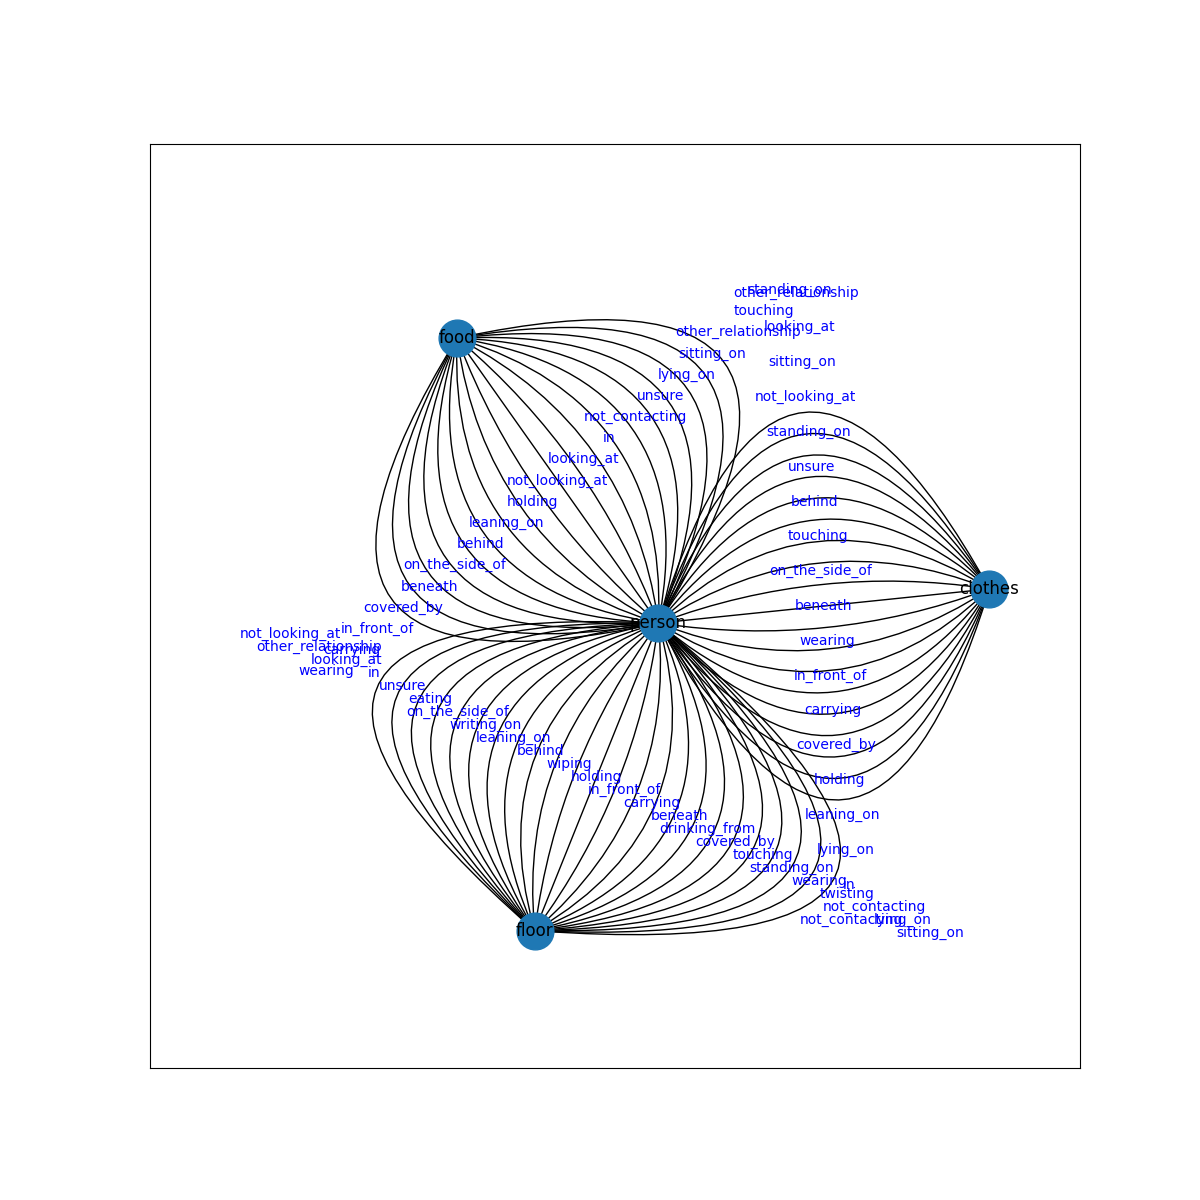 standing_on
other_relationship
touching
looking_at
other_relationship
sitting_on
food
sitting_on
lying_on
unsure
not_looking_at
not_contacting
standing_on
in
looking_at
unsure
not_looking_at
holding
behind
leaning_on
touching
behind
on_the_side_of
on_the_side_of
beneath
clothes
covered_by
beneath
person
in_front_of
not_looking_at
wearing
other_relationship
carrying
looking_at
wearing
in
in_front_of
unsure
eating
carrying
on_the_side_of
writing_on
leaning_on
covered_by
behind
wiping
holding
holding
in_front_of
carrying
leaning_on
beneath
drinking_from
covered_by
lying_on
touching
standing_on
wearing
in
twisting
not_contacting
not_contacting
lying_on
floor
sitting_on